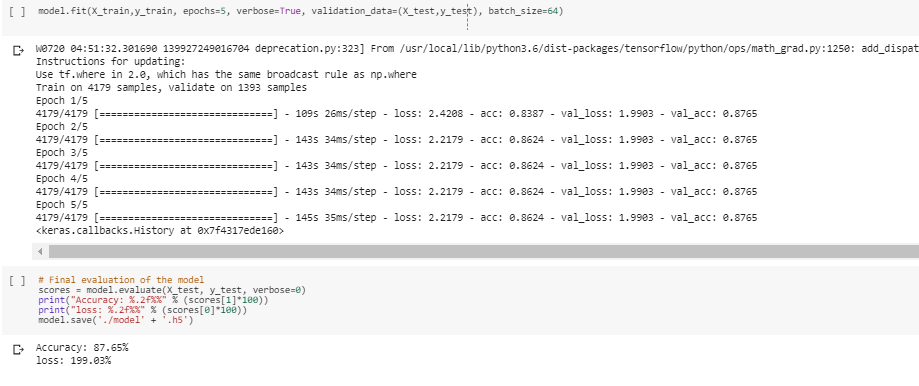 [ ] model.fit(X_train,y_train, epochs=5, verbose=True, validation_data=(X_test,y_test), batch_size=64)
W0720 04:51:32.301690 139927249016704 deprecation.py:323] From /usr/local/lib/python3.6/dist-packages/tensorflow/python/ops/math_grad.py:1250: add_dispat
Instructions for updating:
Use tf.where in 2.0, which has the same broadcast rule as np.where
Train on 4179 samples, validate on 1393 samples
Epoch 1/5
4179/4179 [==============================] - 109s 26ms/step - loss: 2.4208 - acc: 0.8387 - val_loss: 1.9903 - val_acc: 0.8765
Epoch 2/5
4179/4179 [==============================] - 143s 34ms/step - loss: 2.2179 - acc: 0.8624 - val_loss: 1.9903 - val_acc: 0.8765
Epoch 3/5
4179/4179 [==============================] - 143s 34ms/step - loss: 2.2179 - acc: 0.8624 - val_loss: 1.9903 - val_acc: 0.8765
Epoch 4/5
4179/4179 [==============================] - 143s 34ms/step - loss: 2.2179 - acc: 0.8624 - val_loss: 1.9903 - val_acc: 0.8765
Epoch 5/5
4179/4179 [==============================] - 145s 35ms/step - loss: 2.2179 - acc: 0.8624 - val_loss: 1.9903 - val_acc: 0.8765
<keras.callbacks.History at 0x7f4317ede160>
[ ] # Final evaluation of the model
scores = model.evaluate(X_test, y_test, verbose=0)
print("Accuracy: %.2f%%" % (scores[1]*100))
print("loss: %.2f%%" % (scores[0]*100))
model.save('./model' + '.h5')
Accuracy: 87.65%
loss: 199.03%